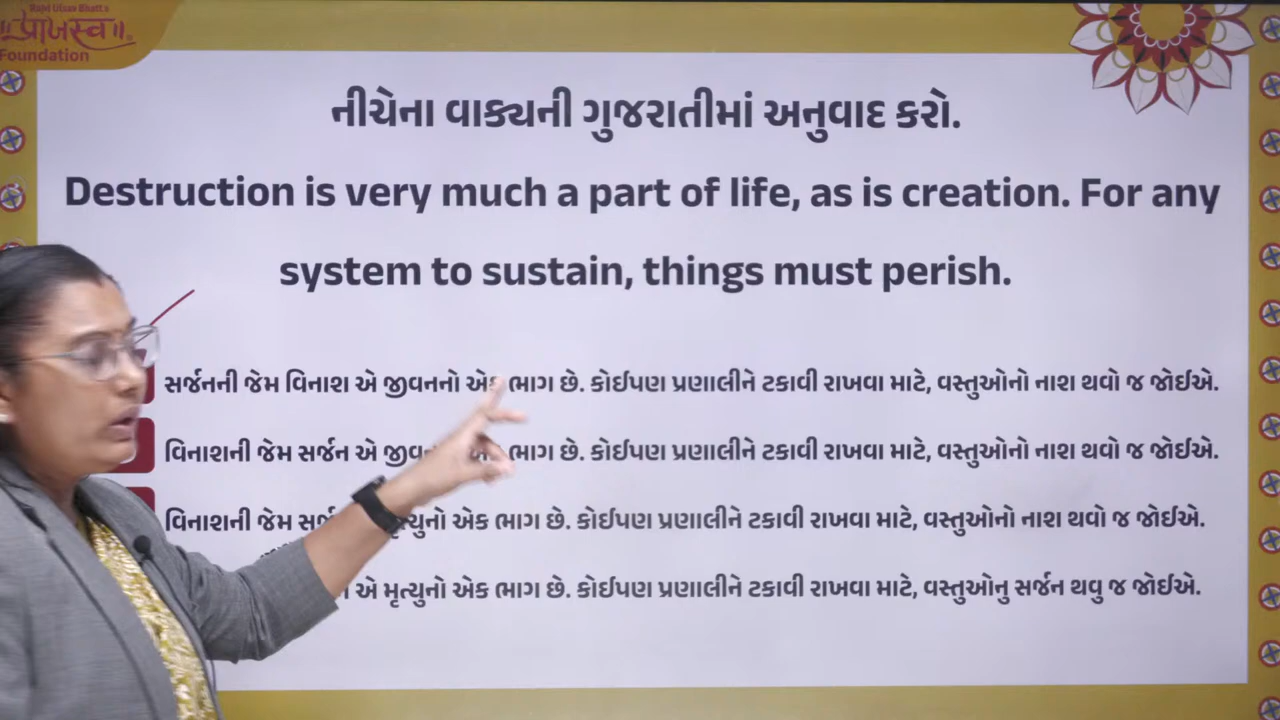 Rajvi Utsav Bhatt's
Foundation
નીચેના વાક્યની ગુજરાતીમાં અનુવાદ કરો.
Destruction is very much a part of life, as is creation. For any
system to sustain, things must perish.
સર્જનની જેમ વિનાશ એ જીવનનો ભાગ છે. કોઈપણ પ્રણાલીને ટકાવી રાખવા માટે, વસ્તુઓનો નાશ થવો જ જોઈએ.
વિનાશની જેમ સર્જન એ ભાગ છે. કોઈપણ પ્રણાલીને ટકાવી રાખવા માટે, વસ્તુઓનો નાશ થવો જ જોઈએ.
વિનાશની જેમ એક ભાગ છે. કોઈપણ પ્રણાલીને ટકાવી રાખવા માટે, વસ્તુઓનો નાશ થવો જ જોઈએ.
એ મૃત્યુનો એક ભાગ છે. કોઈપણ પ્રણાલીને ટકાવી રાખવા માટે, વસ્તુઓનુ સર્જન થવુ જ જોઈએ.